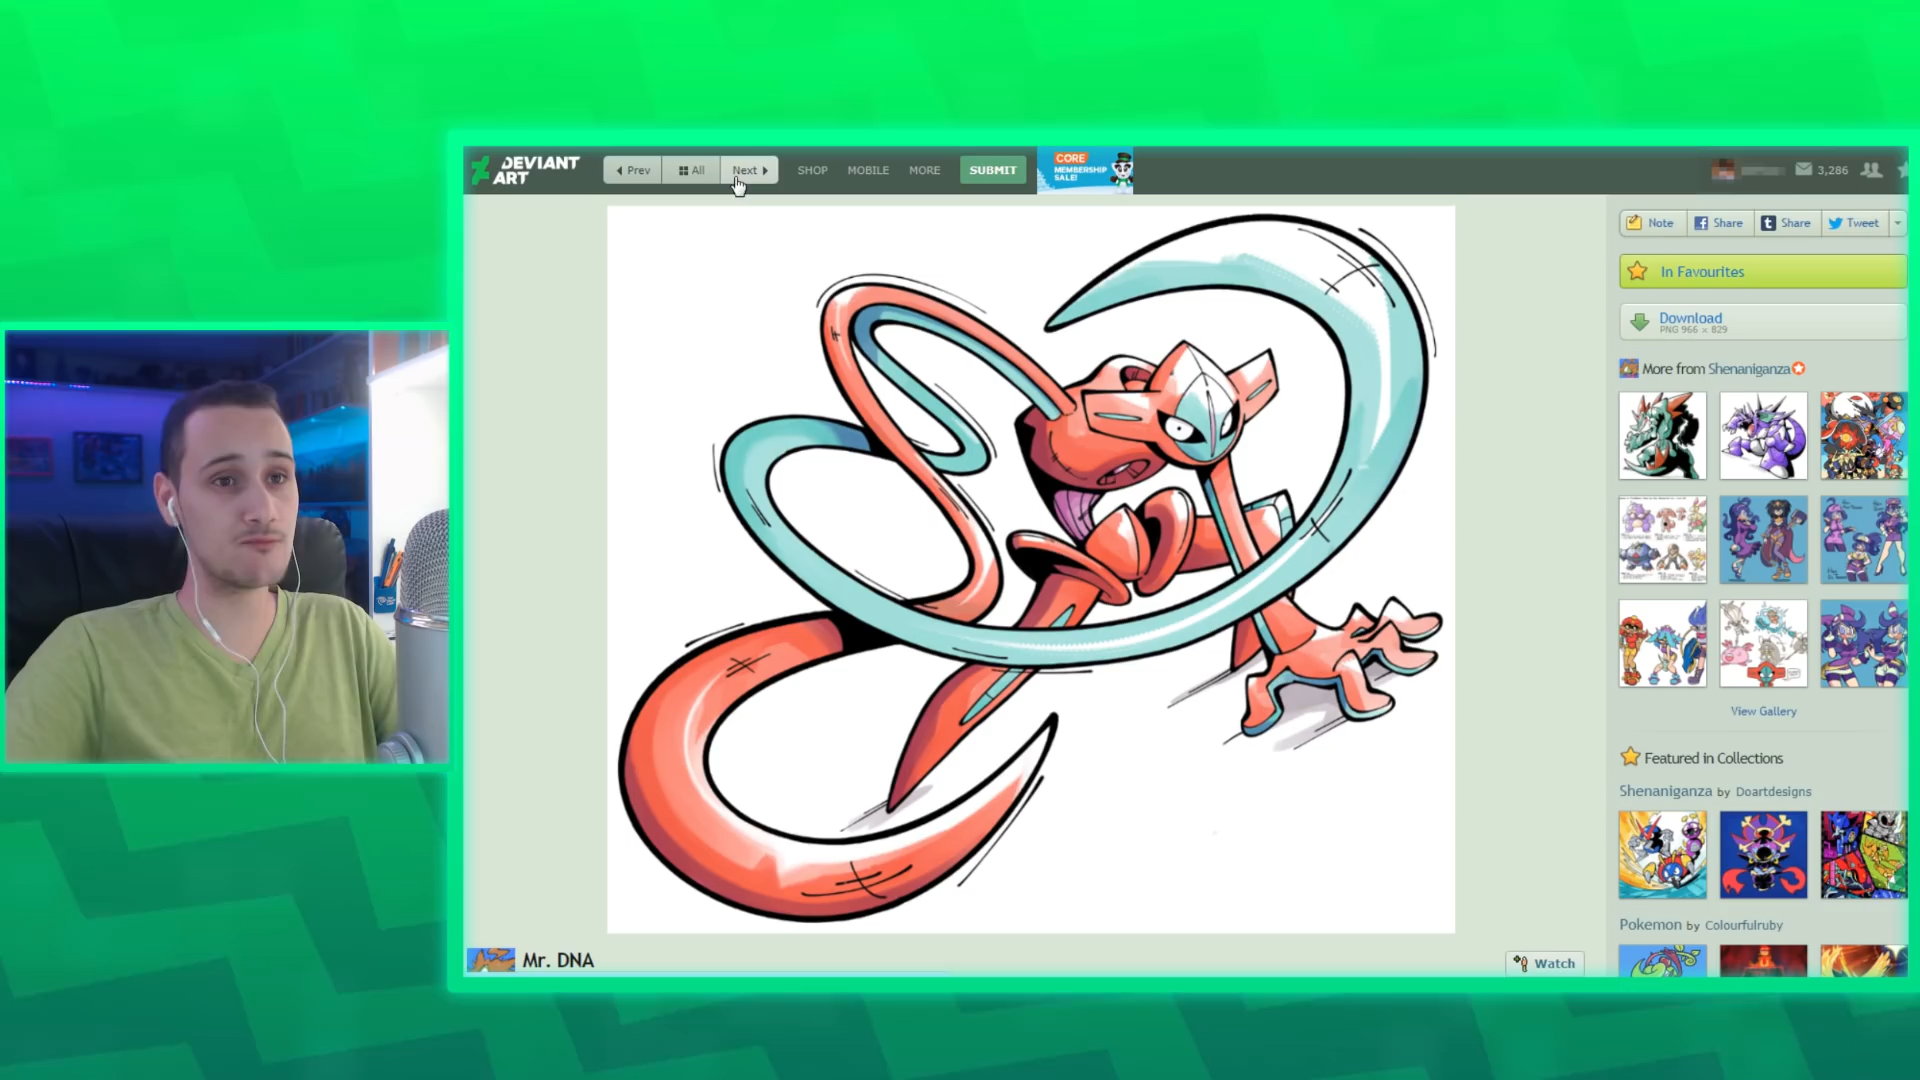 DEVIANT
ART
Prev
All
Next
SHOP
MOBILE
MORE
SUBMIT
CORE
MEMBERSHIP
SALE!
3,286
Note
Share
Share
Tweet
In Favourites
Download
PNG 966 × 829
More from Shenaniganza
View Gallery
Featured in Collections
Shenaniganza by Doartdesigns
Pokemon by Colourfulruby
Mr. DNA
Watch